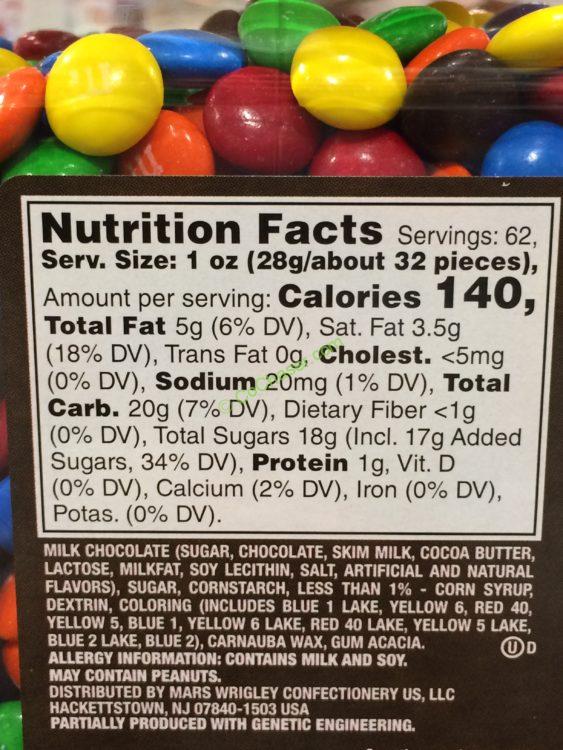 Nutrition Facts Servings: 62,
Serv. Size: 1 oz (28g/about 32 pieces),
Amount per serving: Calories 140,
Total Fat 5g (6% DV), Sat. Fat 3.5g
(18% DV), Trans Fat 0g, Cholest. <5mg
(0% DV), Sodium 20mg (1% DV), Total
Carb. 20g (7% DV), Dietary Fiber <1g
(0% DV), Total Sugars 18g (Incl. 17g Added
Sugars, 34% DV), Protein 1g, Vit. D
(0% DV), Calcium (2% DV), Iron (0% DV),
Potas. (0% DV).
MILK CHOCOLATE (SUGAR, CHOCOLATE, SKIM MILK, COCOA BUTTER,
LACTOSE, MILKFAT, SOY LECITHIN, SALT, ARTIFICIAL AND NATURAL
FLAVORS), SUGAR, CORNSTARCH, LESS THAN 1% - CORN SYRUP,
DEXTRIN, COLORING (INCLUDES BLUE 1 LAKE, YELLOW 6, RED 40,
YELLOW 5, BLUE 1, YELLOW 6 LAKE, RED 40 LAKE, YELLOW 5 LAKE,
BLUE 2 LAKE, BLUE 2), CARNAUBA WAX, GUM ACACIA.
U D
ALLERGY INFORMATION: CONTAINS MILK AND SOY.
MAY CONTAIN PEANUTS.
DISTRIBUTED BY MARS WRIGLEY CONFECTIONERY US, LLC
HACKETTSTOWN, NJ 07840-1503 USA
PARTIALLY PRODUCED WITH GENETIC ENGINEERING.